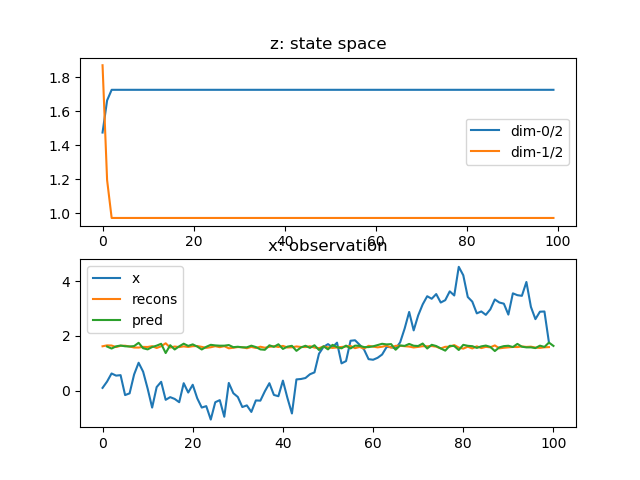 z: state space
1.8
1.6
1.4
1.2
1.0
dim-0/2
dim-1/2
0 20 40 60 80 100
x: observation
4
2
0
x
recons
pred
0 20 40 60 80 100